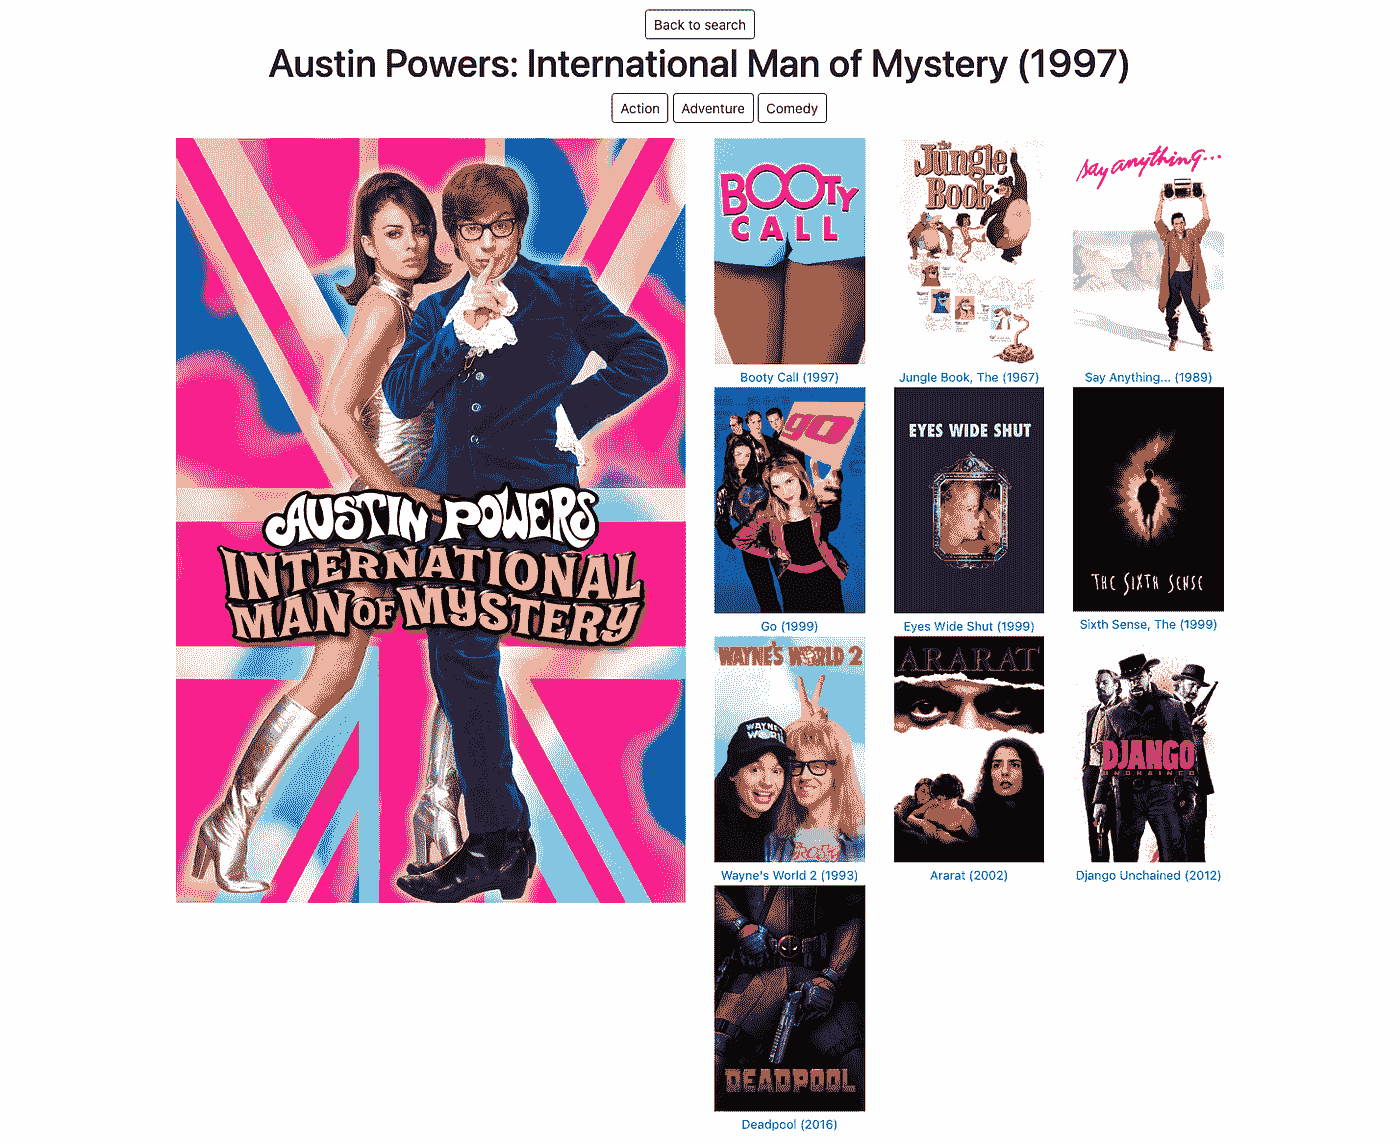 Back to search
Austin Powers: International Man of Mystery (1997)
Action Adventure Comedy
AUSTIN POWERS
INTERNATIONAL
MAN OF MYSTERY
BOOTY
CALL
Booty Call (1997)
The
Jungle
Book
Jungle Book, The (1967)
say anything...
Say Anything... (1989)
go
Go (1999)
EYES WIDE SHUT
Eyes Wide Shut (1999)
THE SIXTH SENSE
Sixth Sense, The (1999)
WAYNE'S WORLD 2
WAYNE'S
WORLD
Wayne's World 2 (1993)
ARARAT
Ararat (2002)
DJANGO
UNCHAINED
Django Unchained (2012)
DEADPOOL
Deadpool (2016)